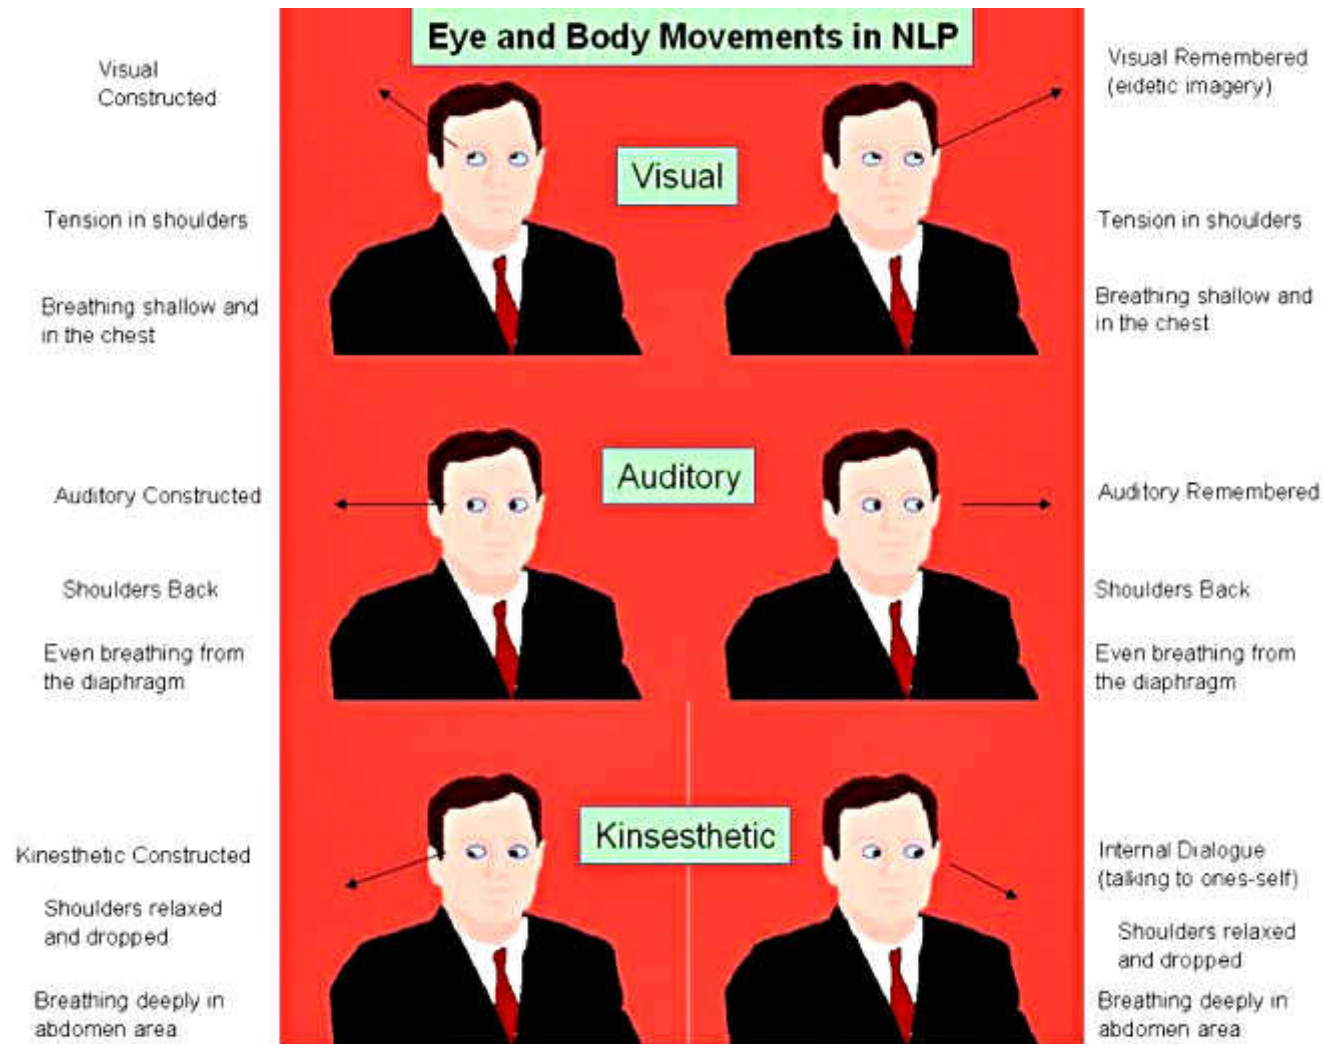 Eye and Body Movements in NLP
Visual
Constructed
Visual Remembered
(eidetic imagery)
Visual
Tension in shoulders
Tension in shoulders
Breathing shallow and
in the chest
Breathing shallow and
in the chest
Auditory
Auditory Constructed
Auditory Remembered
Shoulders Back
Shoulders Back
Even breathing from
the diaphragm
Even breathing from
the diaphragm
Kinsesthetic
Kinesthetic Constructed
Internal Dialogue
(talking to ones-self)
Shoulders relaxed
and dropped
Shoulders relaxed
and dropped
Breathing deeply in
abdomen area
Breathing deeply in
abdomen area